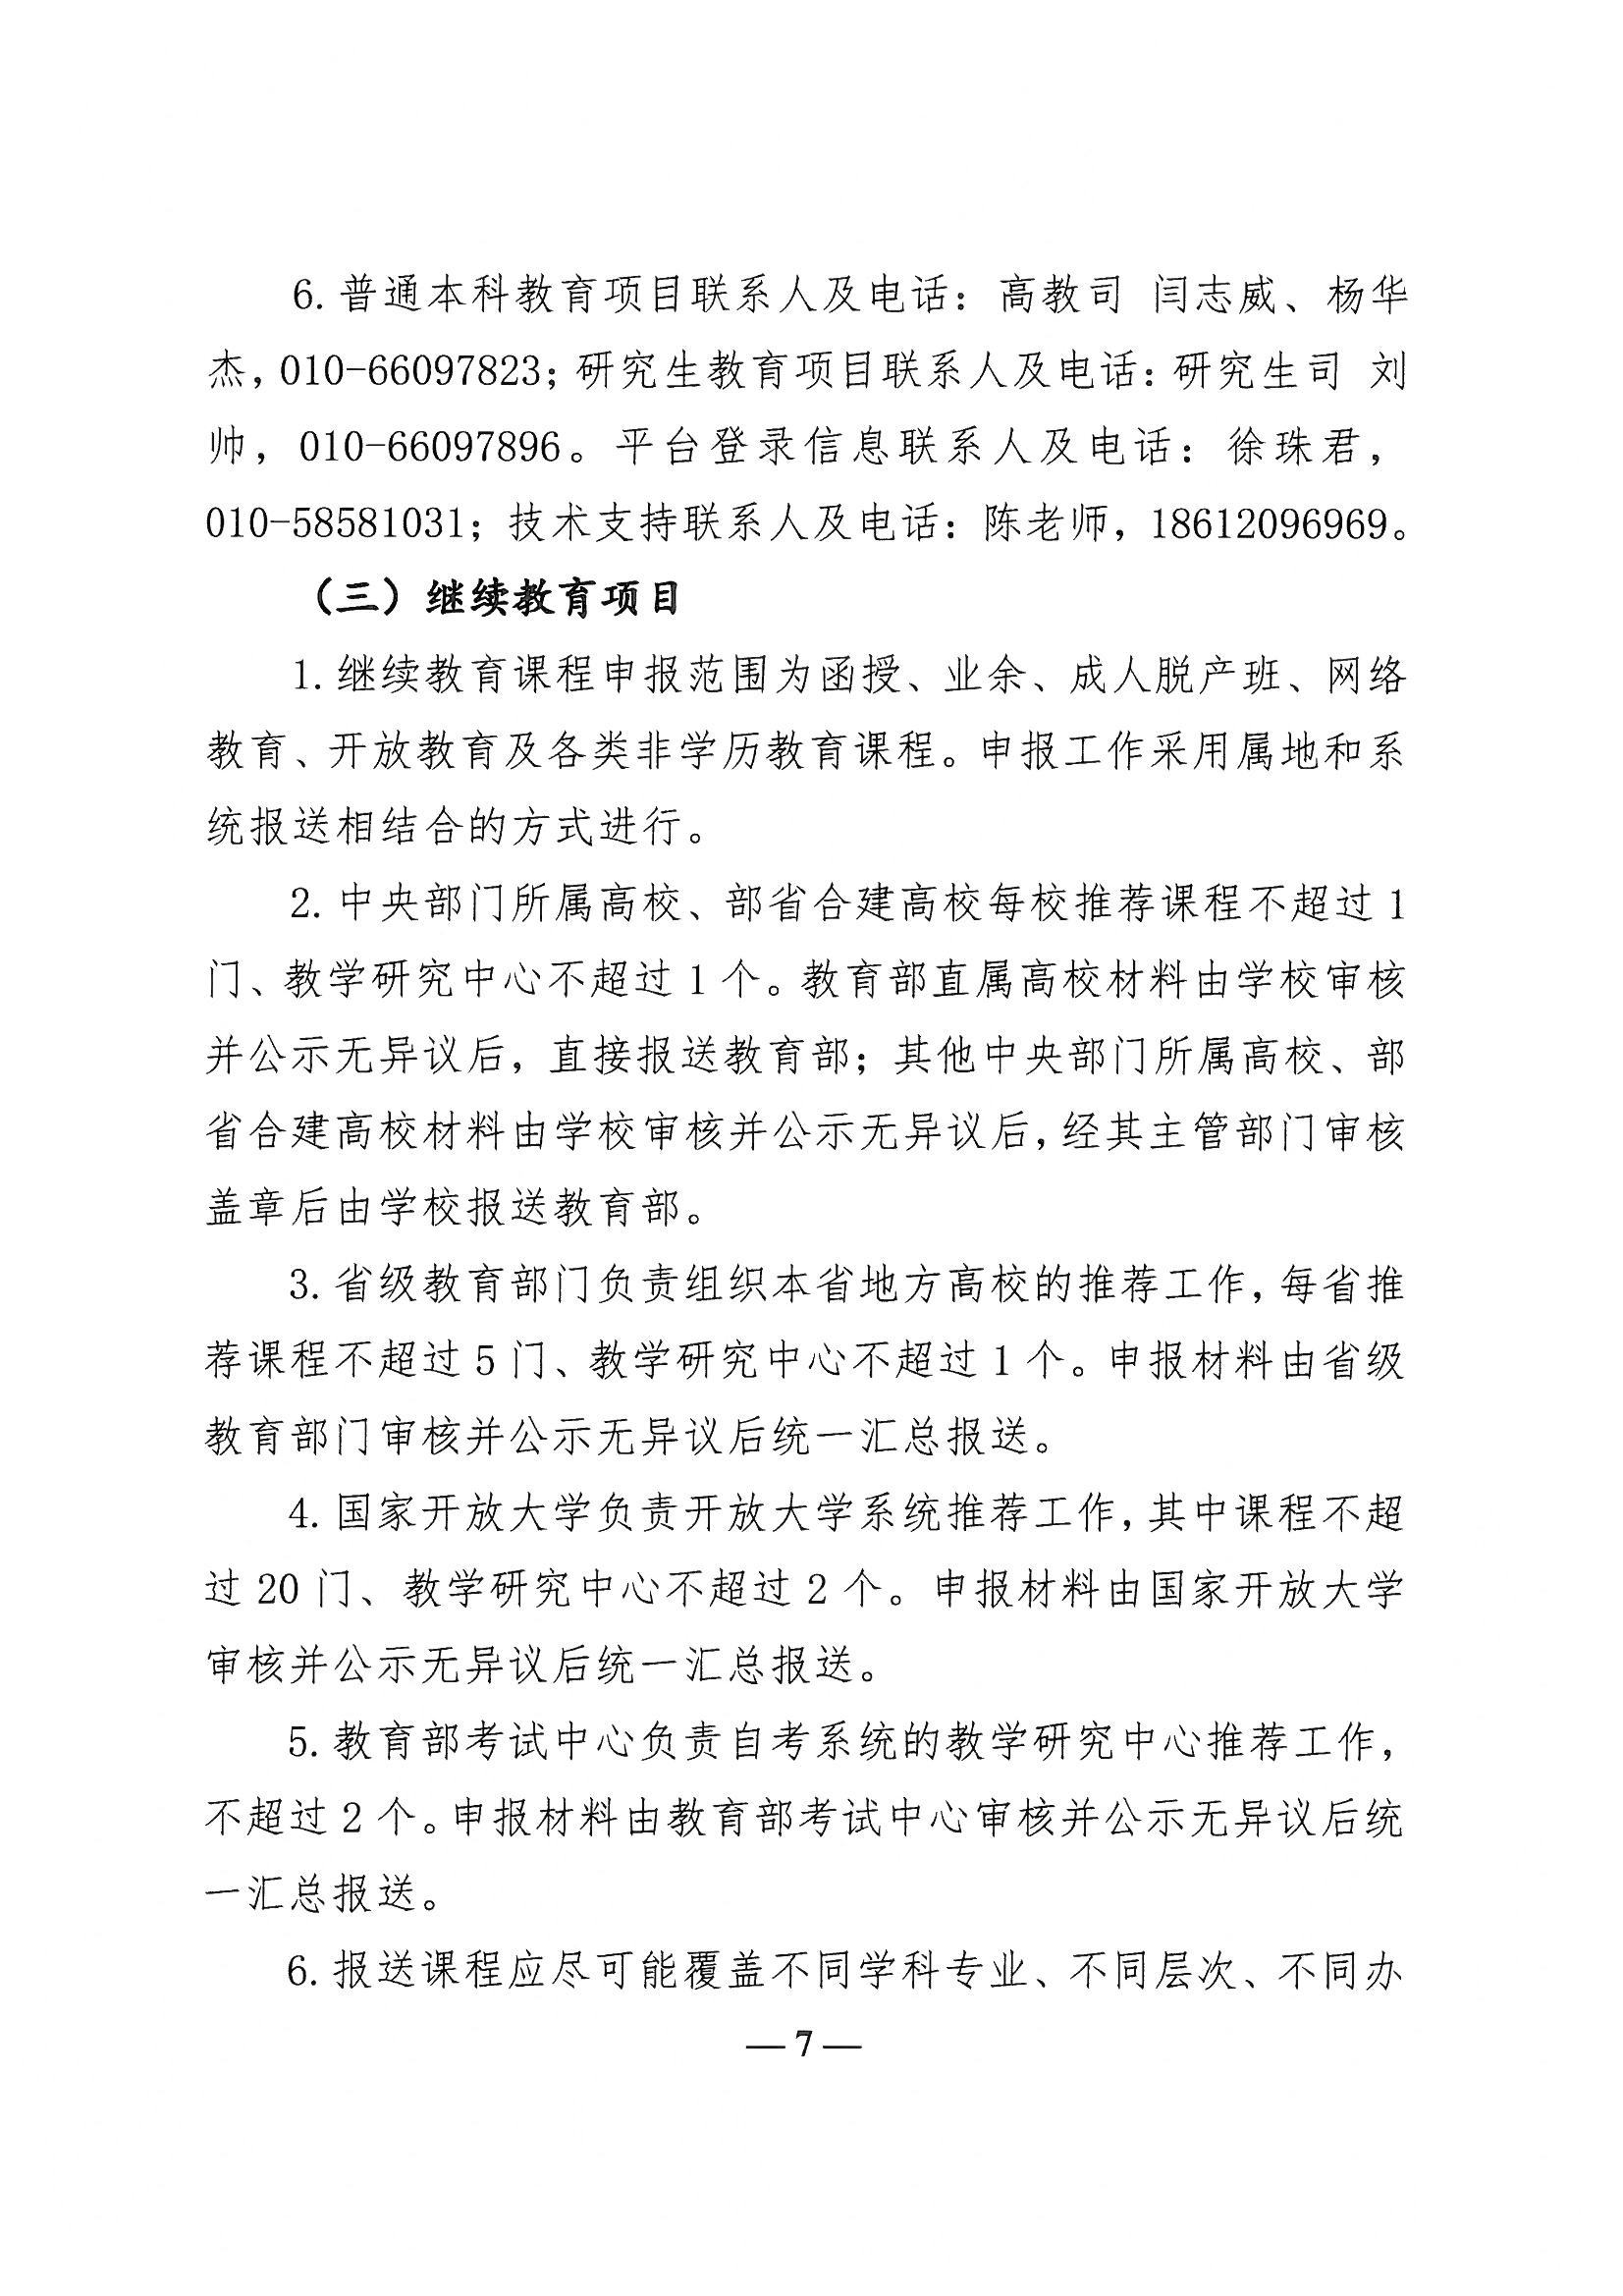 6. 普通本科教育项目联系人及电话：高教司 闫志威、杨华
杰，010-66097823；研究生教育项目联系人及电话：研究生司 刘
帅，010-66097896。平台登录信息联系人及电话：徐珠君，
010-58581031；技术支持联系人及电话：陈老师，18612096969。
（三）继续教育项目
1. 继续教育课程申报范围为函授、业余、成人脱产班、网络
教育、开放教育及各类非学历教育课程。申报工作采用属地和系
统报送相结合的方式进行。
2. 中央部门所属高校、部省合建高校每校推荐课程不超过 1
门、教学研究中心不超过 1 个。教育部直属高校材料由学校审核
并公示无异议后，直接报送教育部；其他中央部门所属高校、部
省合建高校材料由学校审核并公示无异议后，经其主管部门审核
盖章后由学校报送教育部。
3. 省级教育部门负责组织本省地方高校的推荐工作，每省推
荐课程不超过 5 门、教学研究中心不超过 1 个。申报材料由省级
教育部门审核并公示无异议后统一汇总报送。
4. 国家开放大学负责开放大学系统推荐工作，其中课程不超
过 20 门、教学研究中心不超过 2 个。申报材料由国家开放大学
审核并公示无异议后统一汇总报送。
5. 教育部考试中心负责自考系统的教学研究中心推荐工作，
不超过 2 个。申报材料由教育部考试中心审核并公示无异议后统
一汇总报送。
6. 报送课程应尽可能覆盖不同学科专业、不同层次、不同办
— 7 —